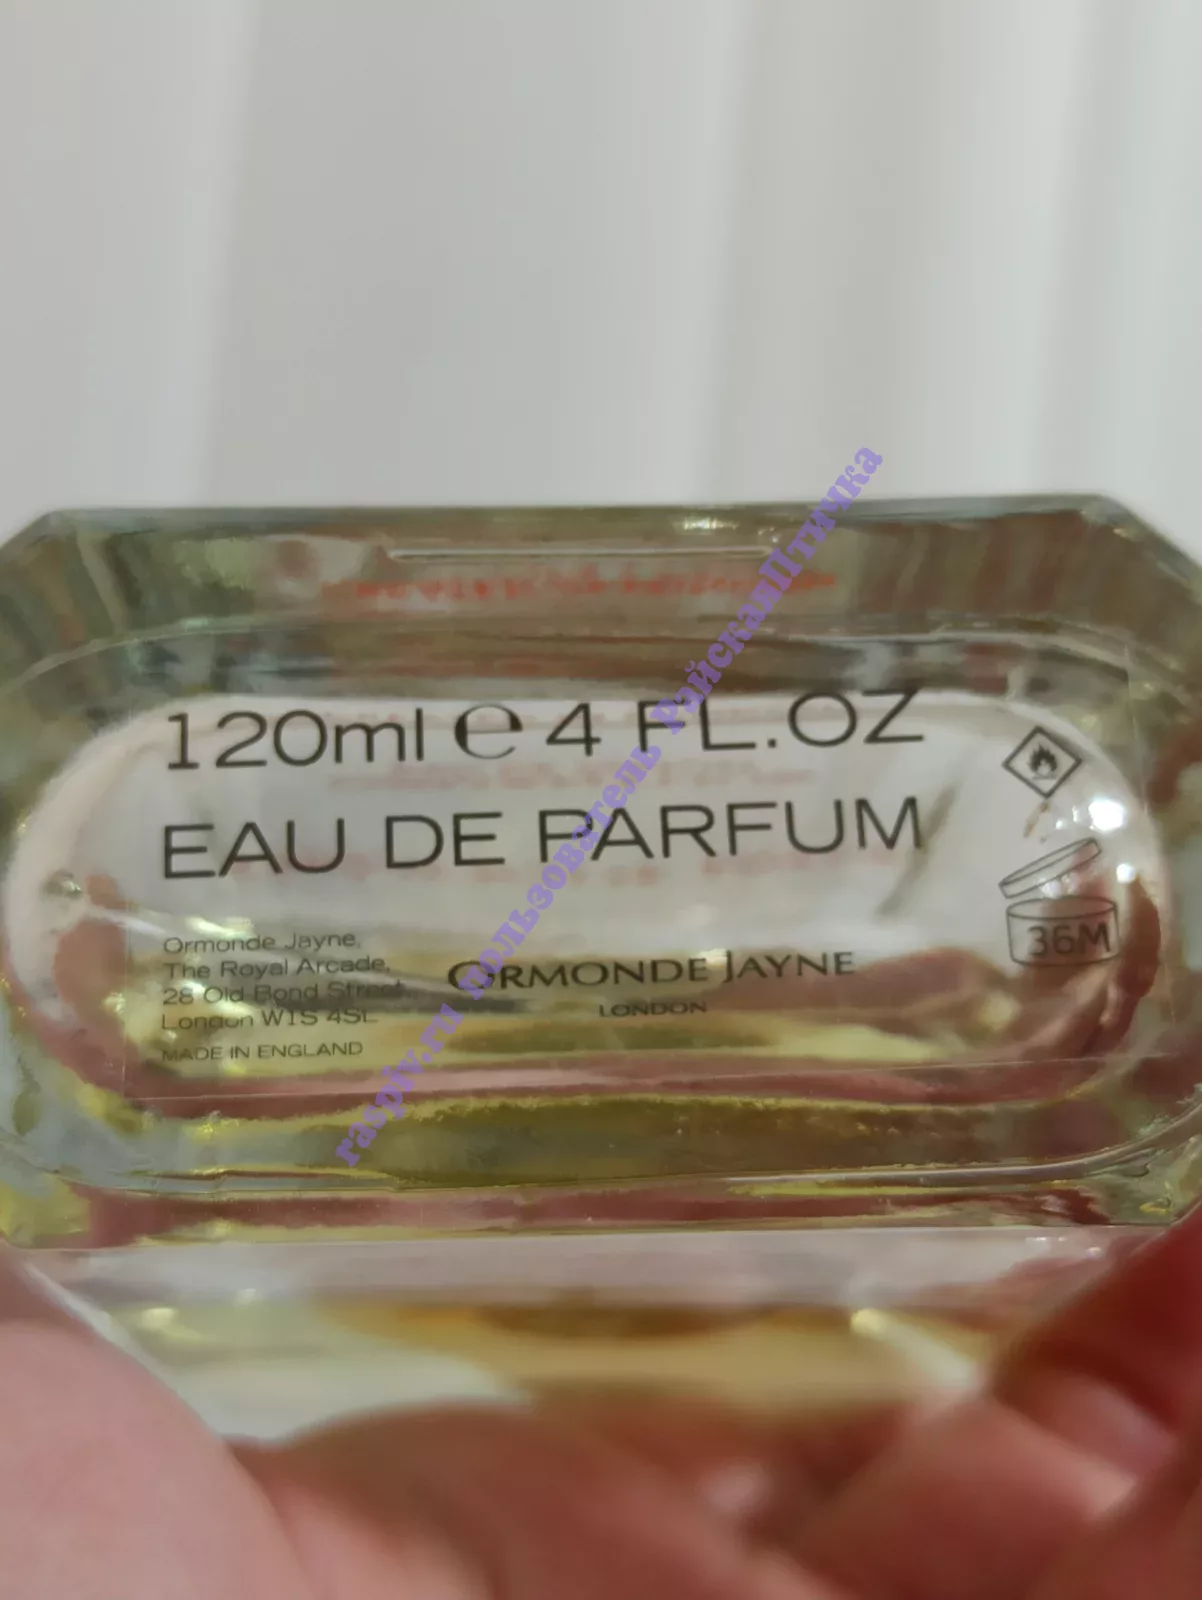 120ml ℮ 4 FL.OZ
EAU DE PARFUM
Ormonde Jayne,
The Royal Arcade,
28 Old Bond Street,
London W1S 4SL
MADE IN ENGLAND
ORMONDE JAYNE
LONDON
36M
raspiv.ru пользователь РайскаяПтичка